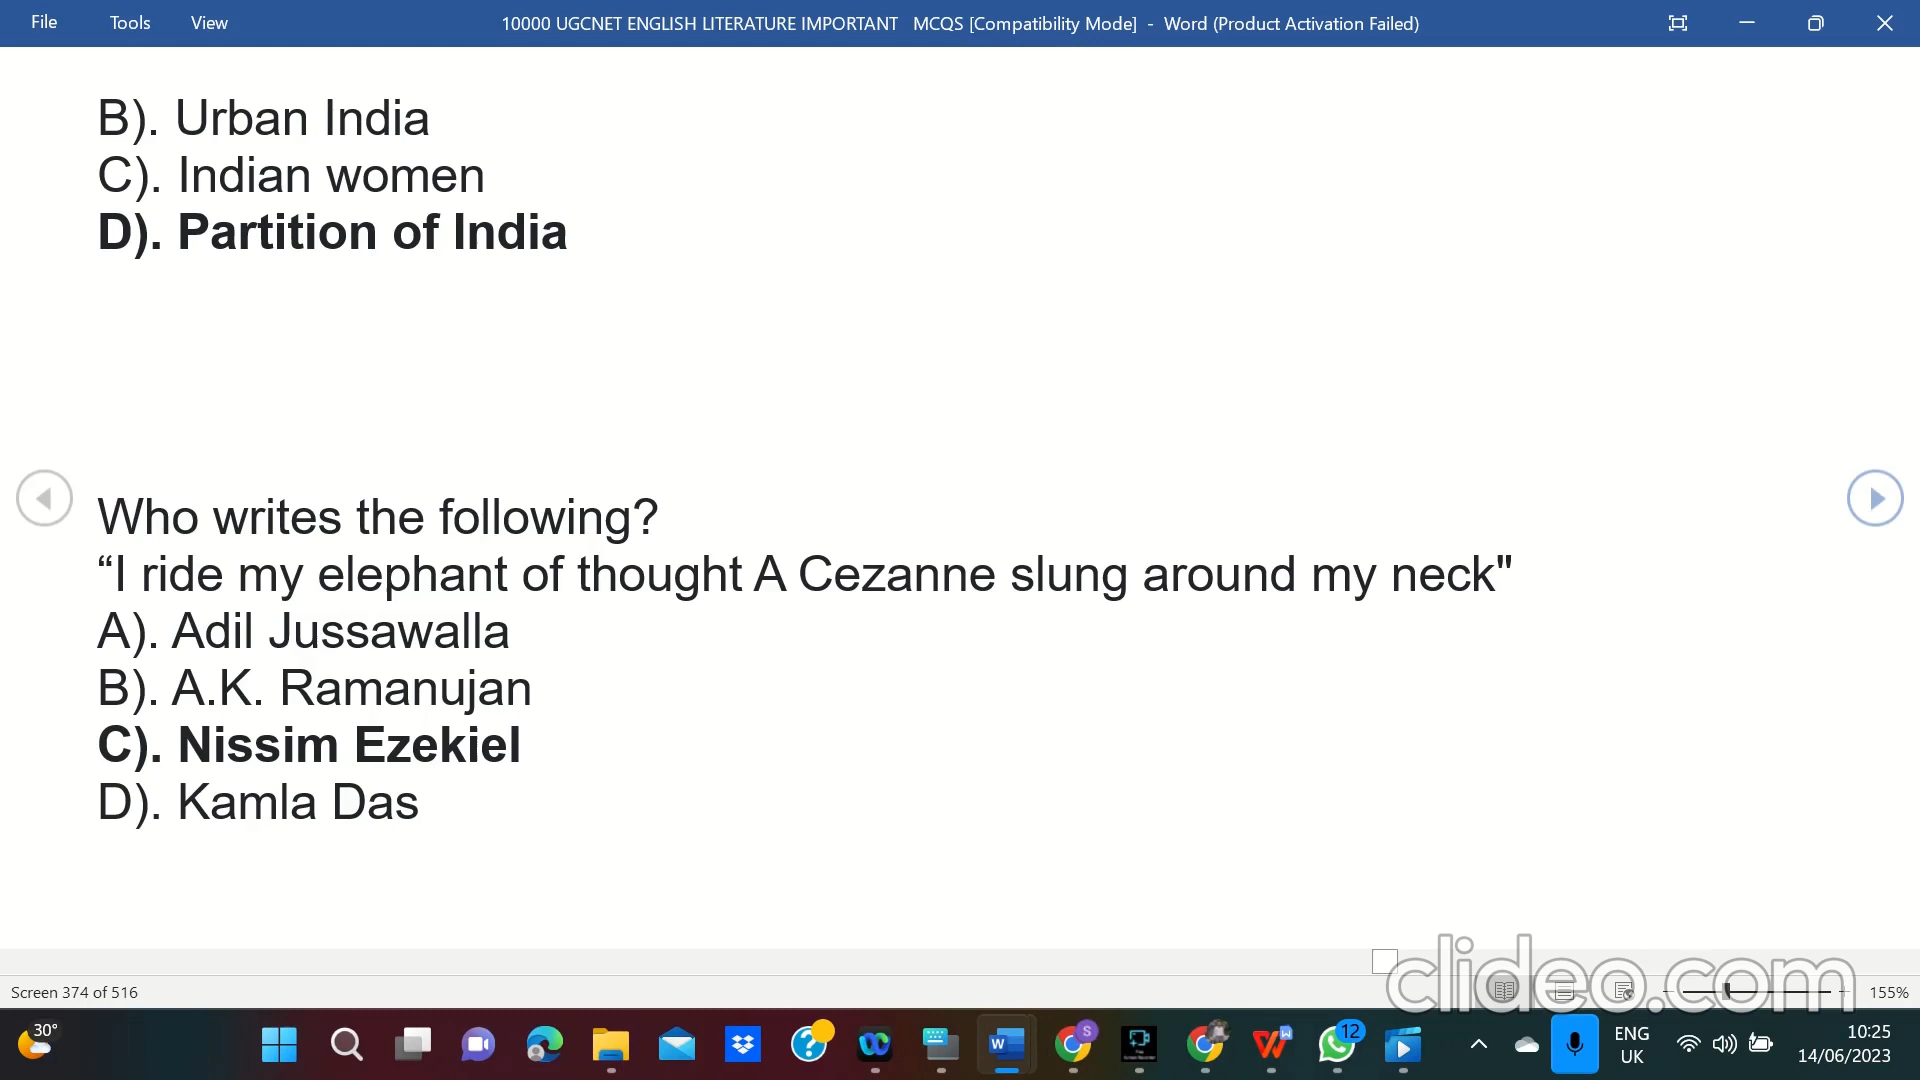 File Tools View 10000 UGCNET ENGLISH LITERATURE IMPORTANT MCQS [Compatibility Mode] - Word (Product Activation Failed)
B). Urban India
C). Indian women
D). Partition of India
Who writes the following?
“I ride my elephant of thought A Cezanne slung around my neck"
A). Adil Jussawalla
B). A.K. Ramanujan
C). Nissim Ezekiel
D). Kamla Das
clideo.com
Screen 374 of 516 155%
30° 12 ENG 10:25
UK 14/06/2023